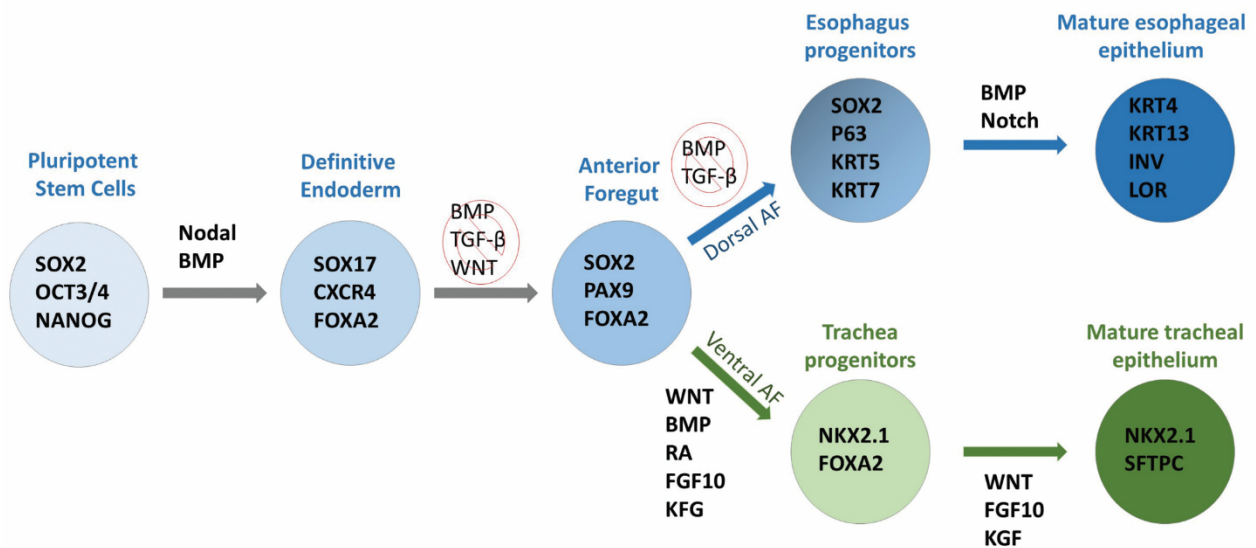 Pluripotent
Stem Cells
SOX2
OCT3/4
NANOG
Nodal
BMP
Definitive
Endoderm
SOX17
CXCR4
FOXA2
BMP
TGF-β
WNT
Anterior
Foregut
SOX2
PAX9
FOXA2
BMP
TGF-β
Dorsal AF
Esophagus
progenitors
SOX2
P63
KRT5
KRT7
BMP
Notch
Mature esophageal
epithelium
KRT4
KRT13
INV
LOR
Ventral AF
WNT
BMP
RA
FGF10
KFG
Trachea
progenitors
NKX2.1
FOXA2
WNT
FGF10
KGF
Mature tracheal
epithelium
NKX2.1
SFTPC